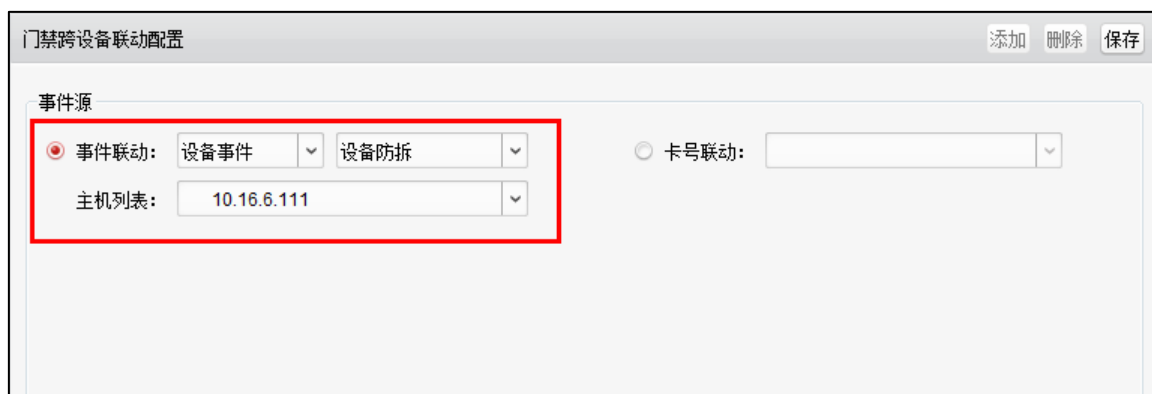 门禁跨设备联动配置 添加 删除 保存
事件源
事件联动： 设备事件 设备防拆 卡号联动：
主机列表： 10.16.6.111